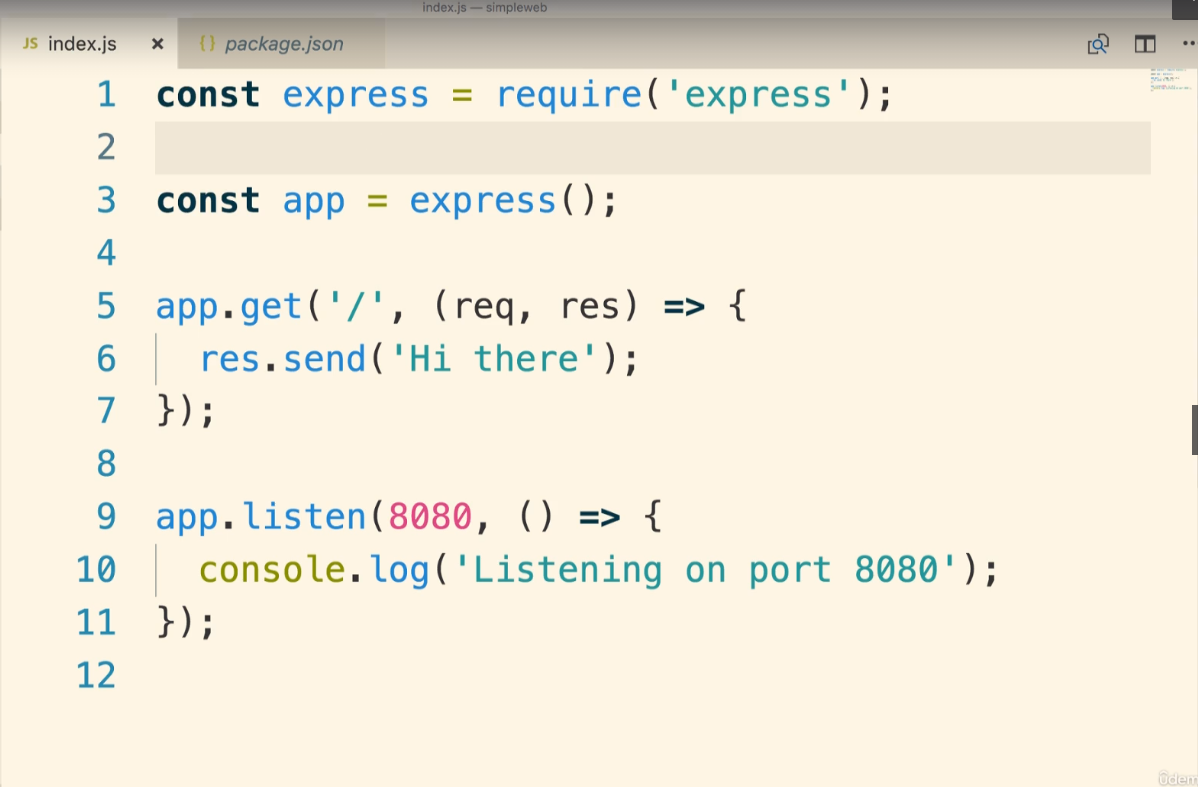 index.js — simpleweb
JS index.js × {} package.json
1 const express = require('express');
2
3 const app = express();
4
5 app.get('/', (req, res) => {
6 res.send('Hi there');
7 });
8
9 app.listen(8080, () => {
10 console.log('Listening on port 8080');
11 });
12